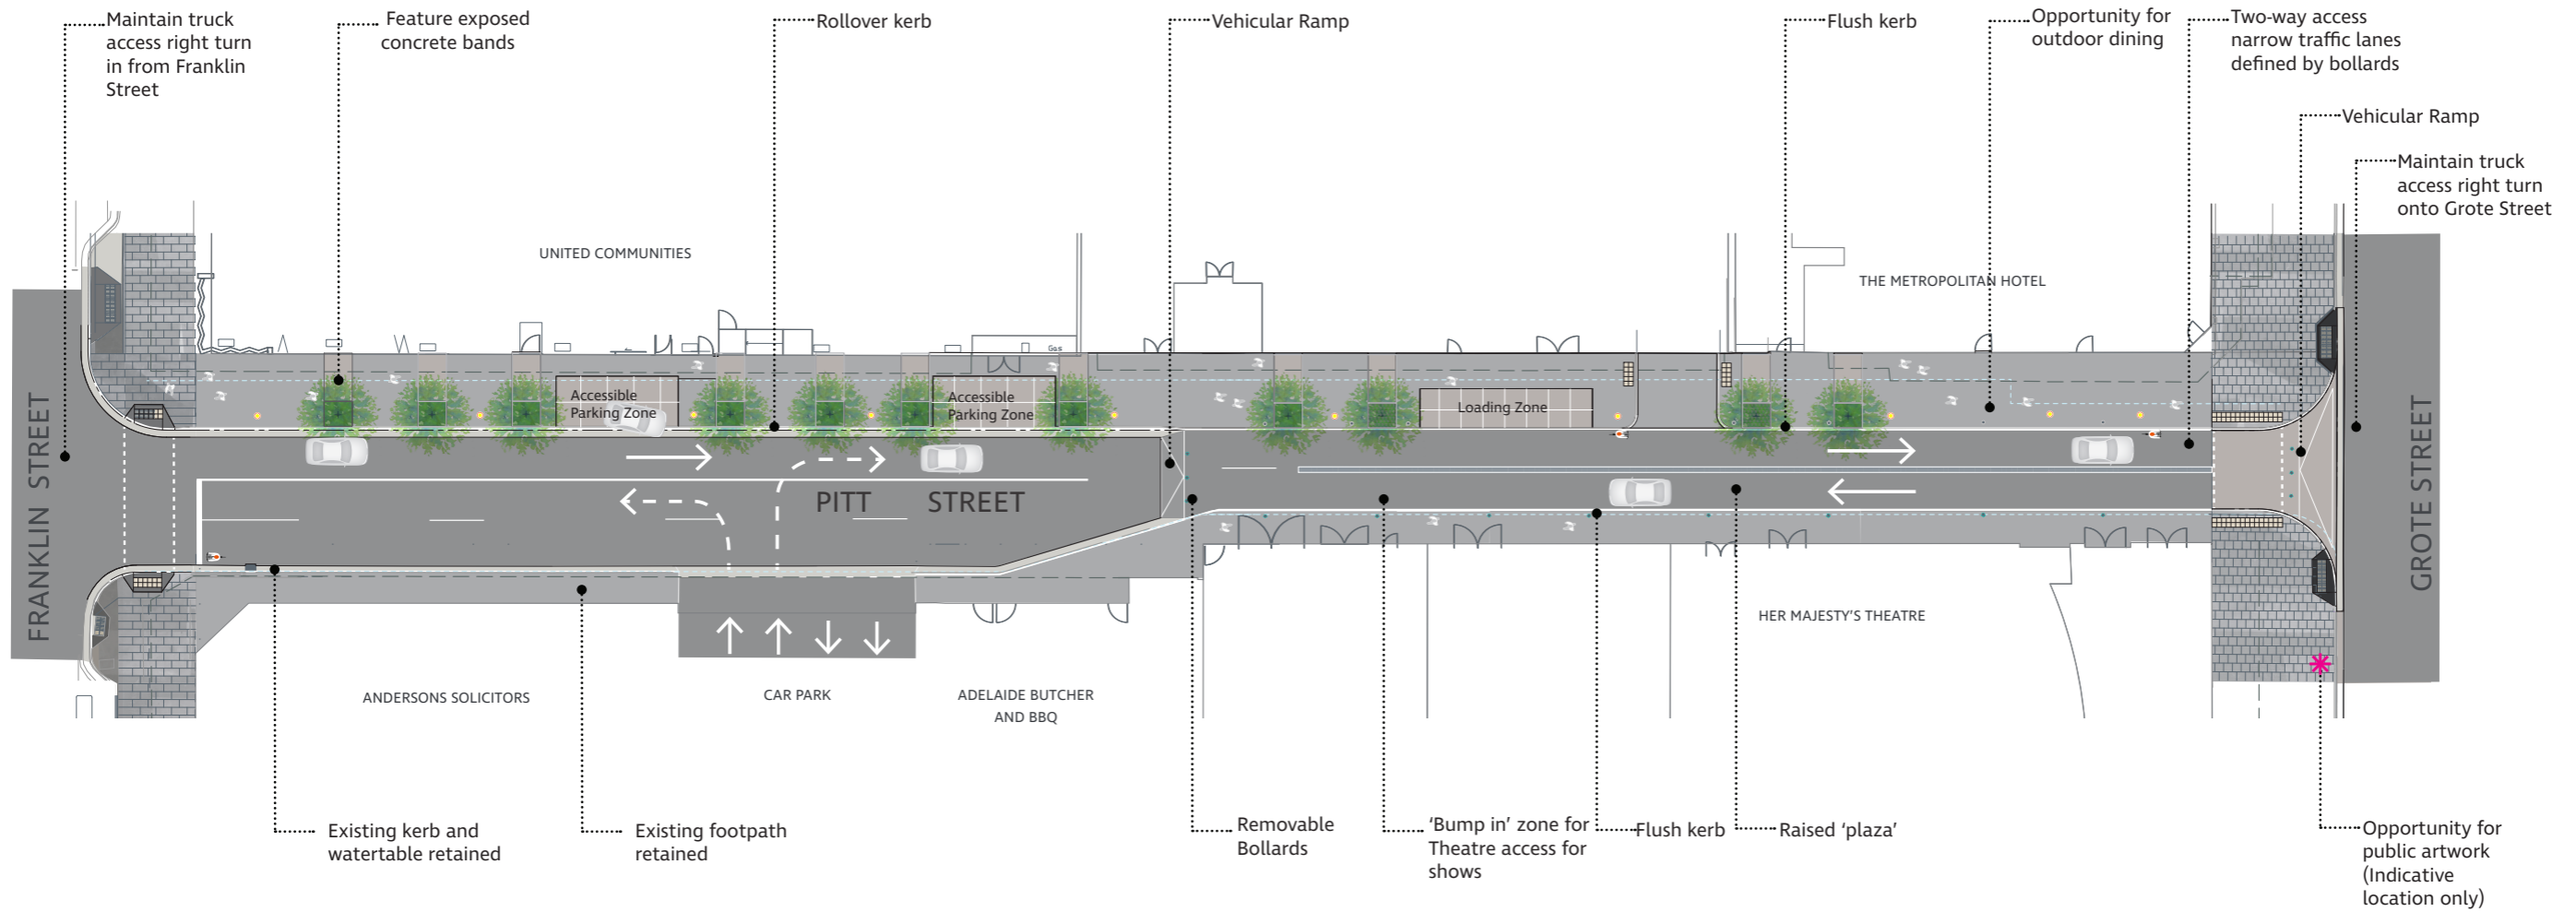 Maintain truck
access right turn
in from Franklin
Street
Feature exposed
concrete bands
Rollover kerb
Vehicular Ramp
Flush kerb
Opportunity for
outdoor dining
Two-way access
narrow traffic lanes
defined by bollards
Vehicular Ramp
Maintain truck
access right turn
onto Grote Street
UNITED COMMUNITIES
THE METROPOLITAN HOTEL
Gas
Accessible
Parking Zone
Accessible
Parking Zone
Loading Zone
FRANKLIN STREET
PITT STREET
GROTE STREET
HER MAJESTY'S THEATRE
ANDERSONS SOLICITORS
CAR PARK
ADELAIDE BUTCHER
AND BBQ
Existing kerb and
watertable retained
Existing footpath
retained
Removable
Bollards
‘Bump in’ zone for
Theatre access for
shows
Flush kerb
Raised ‘plaza’
Opportunity for
public artwork
(Indicative
location only)